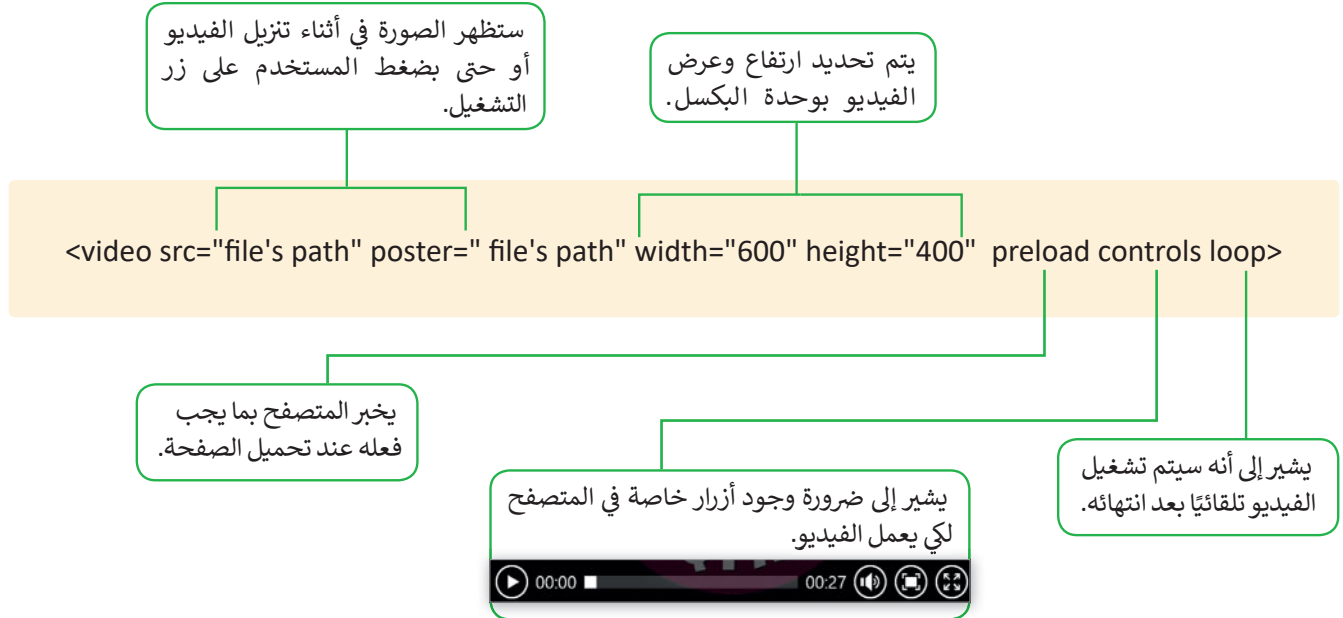 ستظهر الصورة في أثناء تنزيل الفيديو
أو حتى بضغط المستخدم على زر
التشغيل.
يتم تحديد ارتفاع وعرض
الفيديو بوحدة البكسل.
<video src="file's path" poster=" file's path" width="600" height="400"  preload controls loop>
يخبر المتصفح بما يجب
فعله عند تحميل الصفحة.
يشير إلى ضرورة وجود أزرار خاصة في المتصفح
لكي يعمل الفيديو.
00:00 00:27
يشير إلى أنه سيتم تشغيل
الفيديو تلقائيًا بعد انتهائه.